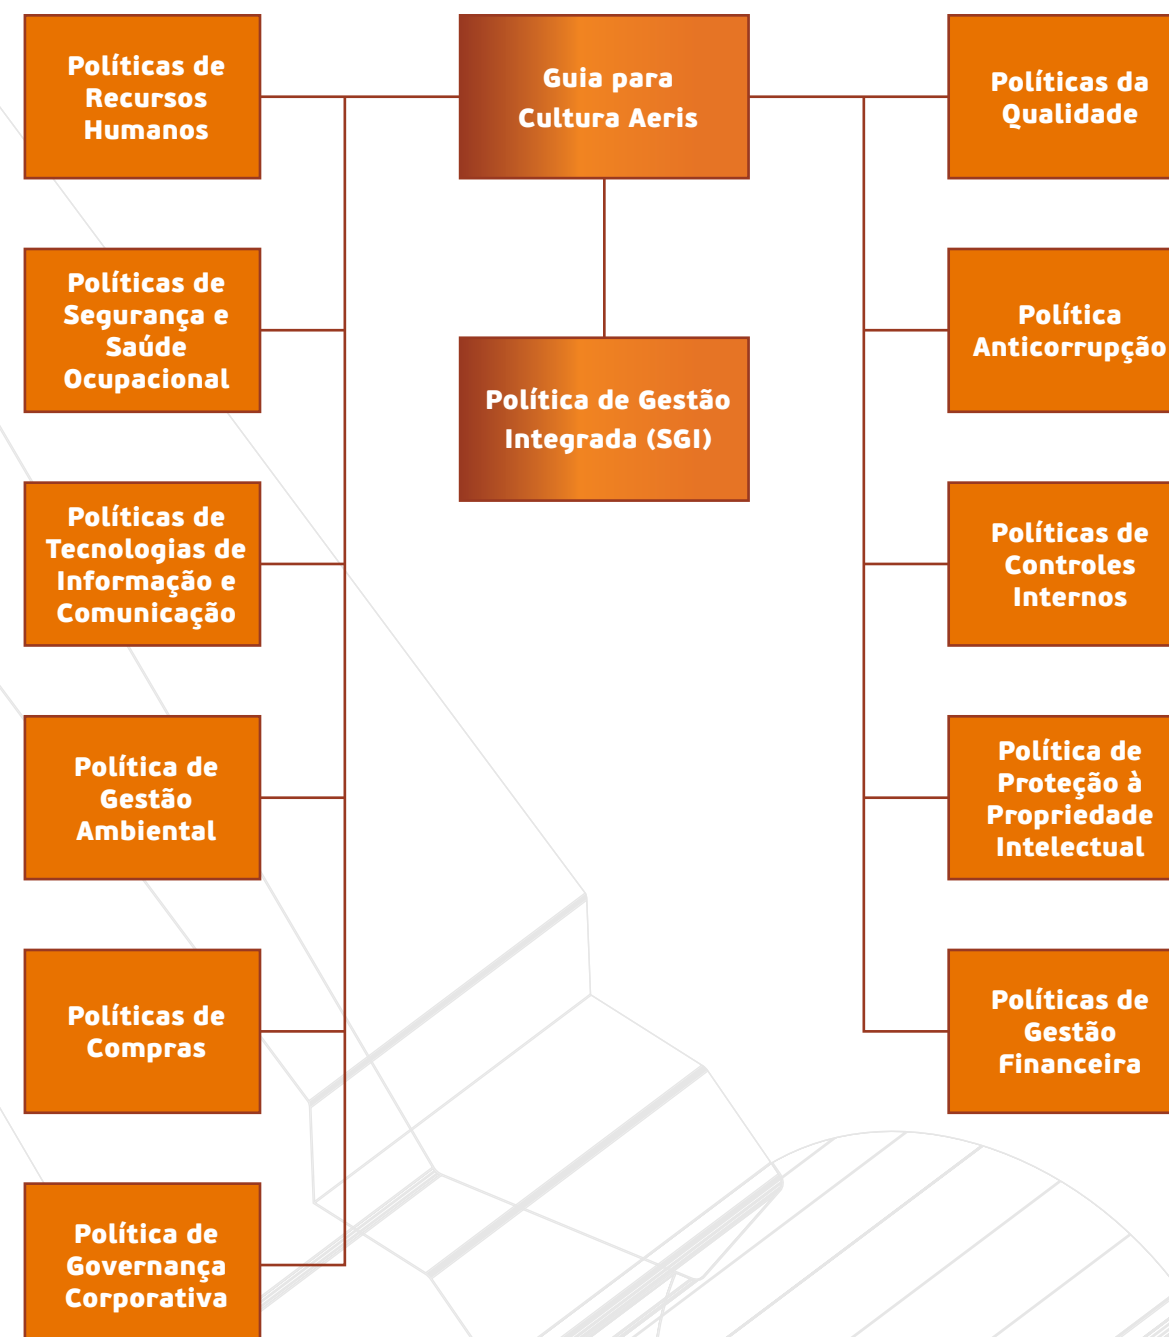 Políticas de
Recursos
Humanos
Guia para
Cultura Aeris
Políticas da
Qualidade
Políticas de
Segurança e
Saúde
Ocupacional
Política
Anticorrupção
Política de Gestão
Integrada (SGI)
Políticas de
Tecnologias de
Informação e
Comunicação
Políticas de
Controles
Internos
Política de
Gestão
Ambiental
Política de
Proteção à
Propriedade
Intelectual
Políticas de
Compras
Políticas de
Gestão
Financeira
Política de
Governança
Corporativa